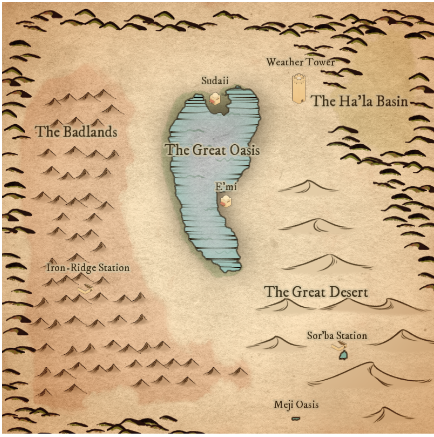 Weather Tower
Sudaii
The Ha'la Basin
The Badlands
The Great Oasis
E'mi
Iron-Ridge Station
The Great Desert
Sor'ba Station
Meji Oasis